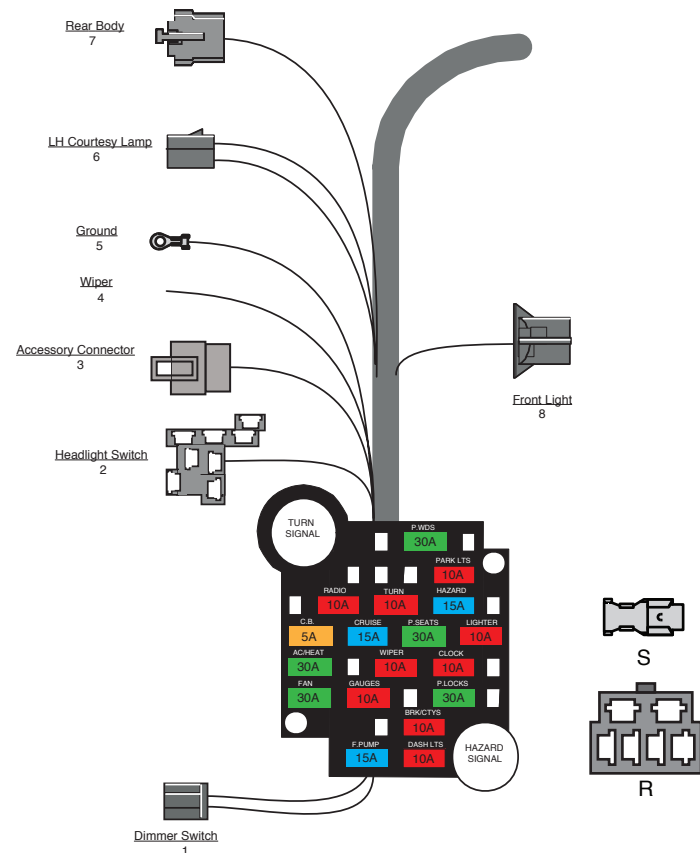 Rear Body
7
LH Courtesy Lamp
6
Ground
5
Wiper
4
Accessory Connector
3
Headlight Switch
2
Front Light
8
TURN
SIGNAL
P.WDS
30A
PARK LTS
10A
RADIO
10A
TURN
10A
HAZARD
15A
C.B.
5A
CRUISE
15A
P.SEATS
30A
LIGHTER
10A
AC/HEAT
30A
WIPER
10A
CLOCK
10A
FAN
30A
GAUGES
10A
P.LOCKS
30A
BRK/CTYS
10A
F.PUMP
15A
DASH LTS
10A
HAZARD
SIGNAL
S
R
Dimmer Switch
1